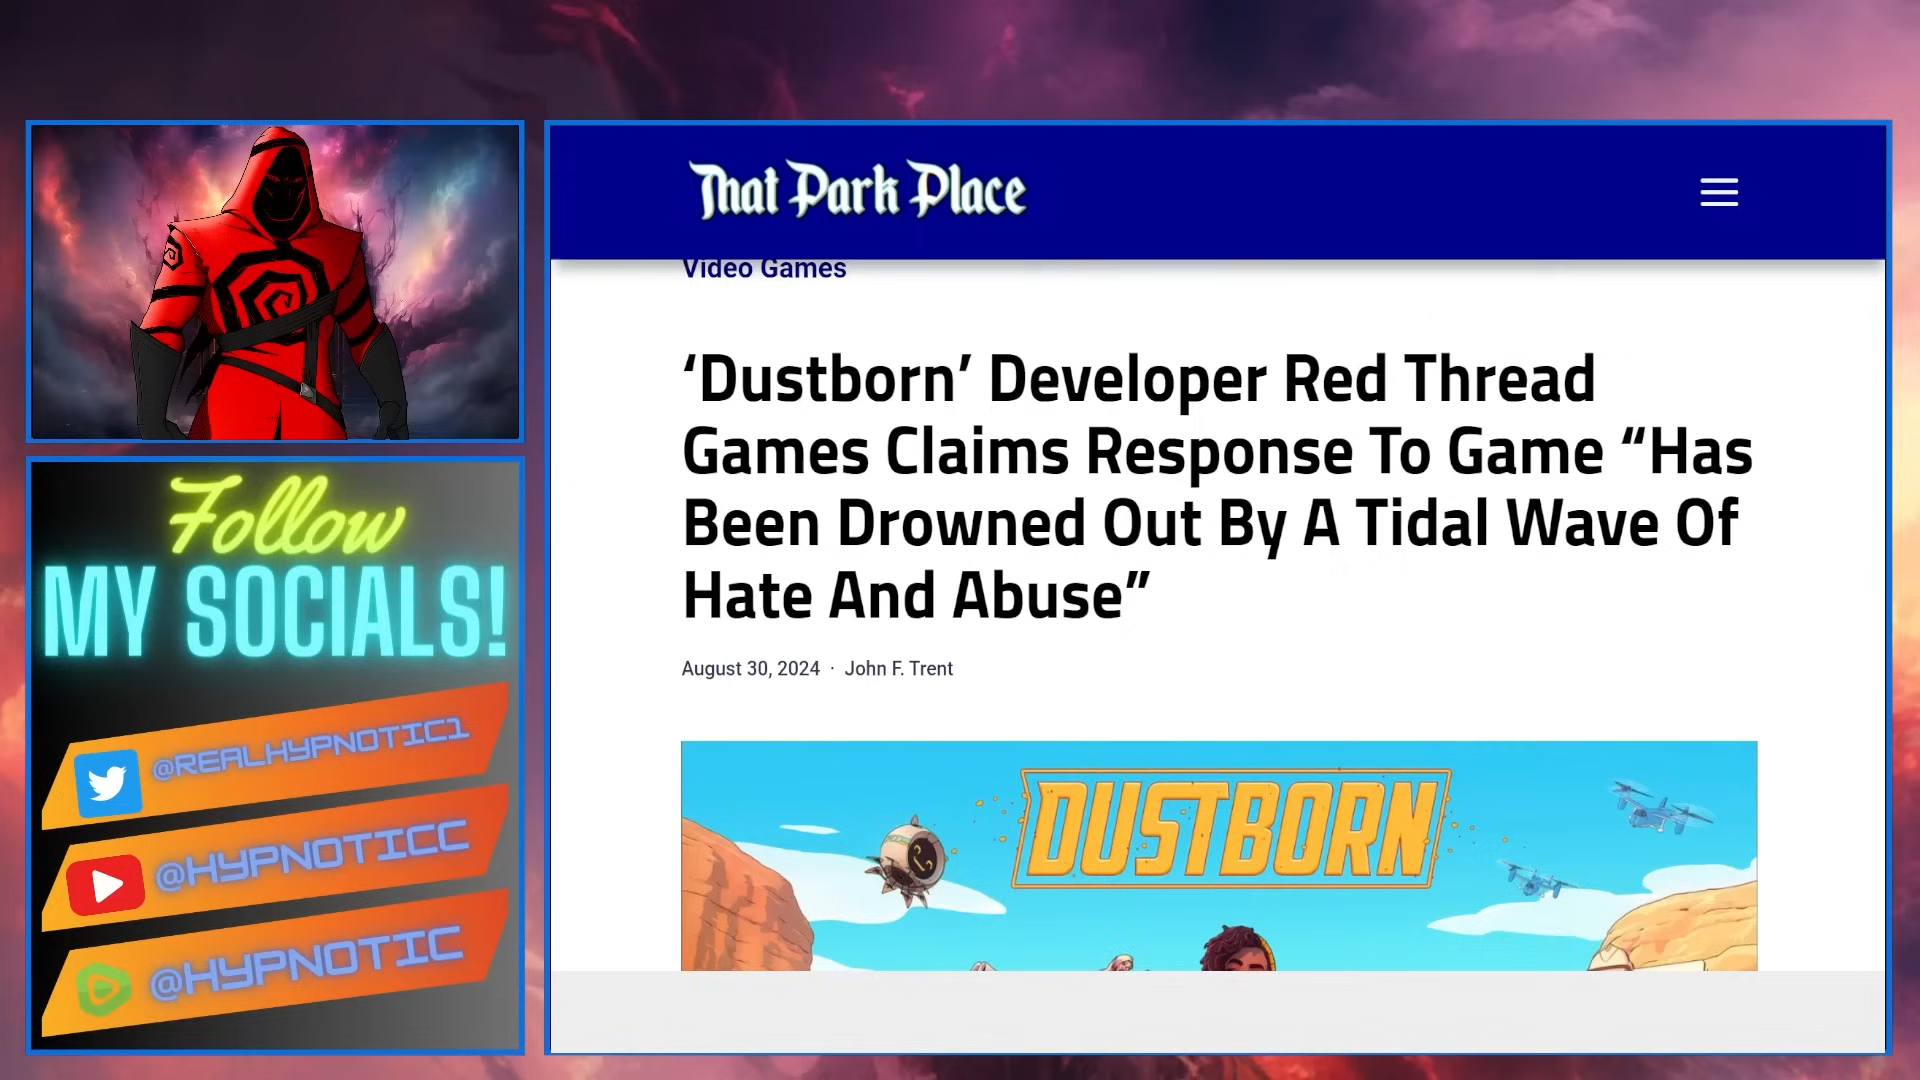 Follow
MY SOCIALS!
@REALHYPNOTIC1
@HYPNOTICC
@HYPNOTIC
That Park Place
Video Games
‘Dustborn’ Developer Red Thread
Games Claims Response To Game “Has
Been Drowned Out By A Tidal Wave Of
Hate And Abuse”
August 30, 2024 · John F. Trent
DUSTBORN